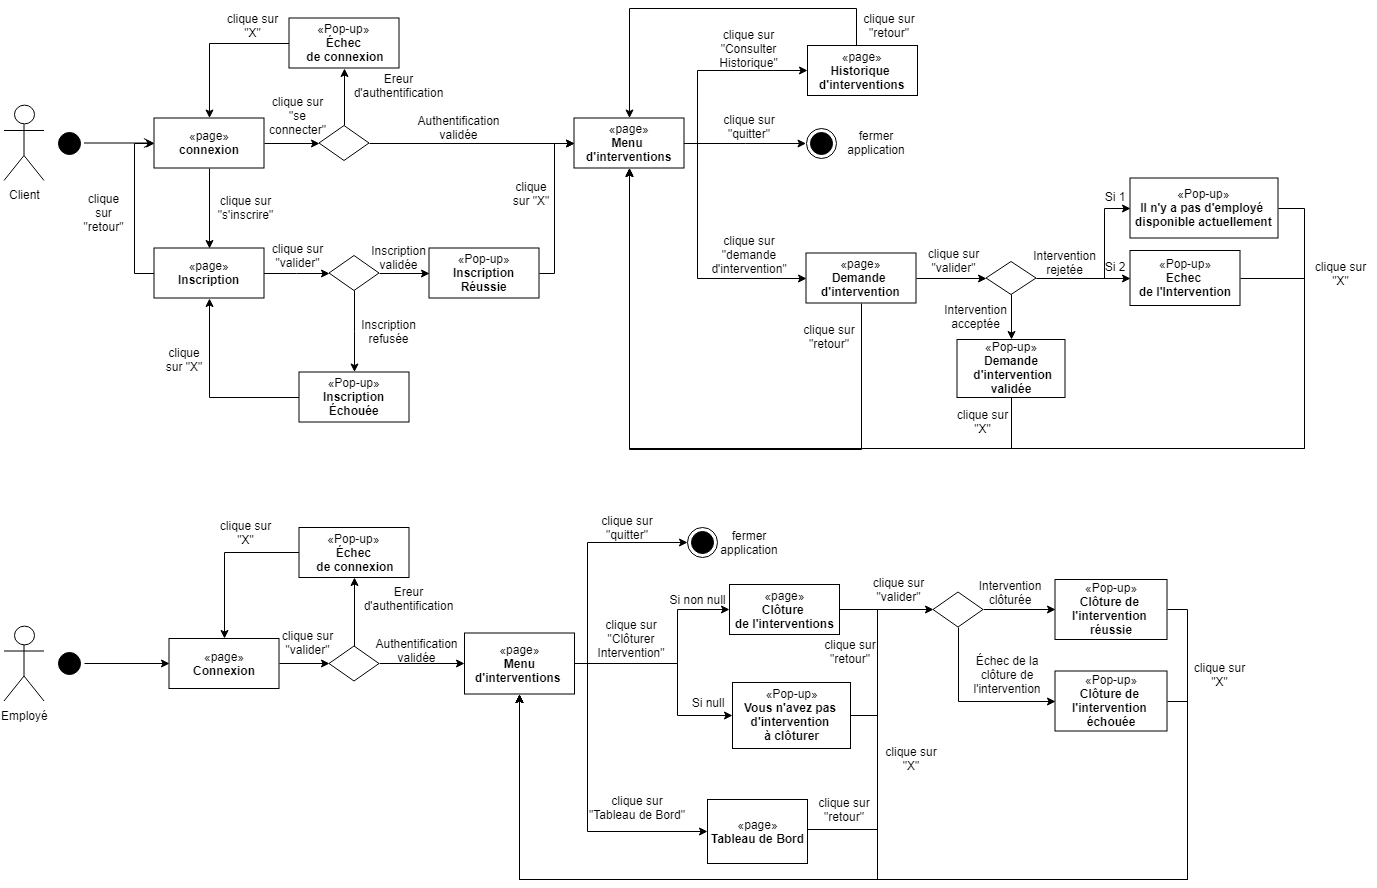 clique sur
"X"
«Pop-up»
Échec
de connexion
Ereur
d'authentification
clique sur
"se
connecter"
«page»
connexion
Authentification
validée
Client
clique
sur
"retour"
clique sur
"s'inscrire"
«page»
Inscription
clique sur
"valider"
Inscription
validée
«Pop-up»
Inscription
Réussie
clique
sur "X"
Inscription
refusée
clique
sur "X"
«Pop-up»
Inscription
Échouée
«page»
Menu
d'interventions
clique sur
"Consulter
Historique"
clique sur
"retour"
«page»
Historique
d'interventions
clique sur
"quitter"
fermer
application
clique sur
"demande
d'intervention"
«page»
Demande
d'intervention
clique sur
"valider"
Intervention
rejetée
Si 1
«Pop-up»
Il n'y a pas d'employé
disponible actuellement
Si 2
«Pop-up»
Echec
de l'Intervention
clique sur
"X"
clique sur
"retour"
Intervention
acceptée
«Pop-up»
Demande
d'intervention
validée
clique sur
"X"
clique sur
"X"
«Pop-up»
Échec
de connexion
Ereur
d'authentification
Employé
«page»
Connexion
clique sur
"valider"
Authentification
validée
«page»
Menu
d'interventions
clique sur
"quitter"
fermer
application
clique sur
"Clôturer
Intervention"
Si non null
«page»
Clôture
de l'interventions
clique sur
"valider"
clique sur
"retour"
Intervention
clôturée
«Pop-up»
Clôture de
l'intervention
réussie
Échec de la
clôture de
l'intervention
«Pop-up»
Clôture de
l'intervention
échouée
clique sur
"X"
Si null
«Pop-up»
Vous n'avez pas
d'intervention
à clôturer
clique sur
"X"
clique sur
"Tableau de Bord"
«page»
Tableau de Bord
clique sur
"retour"